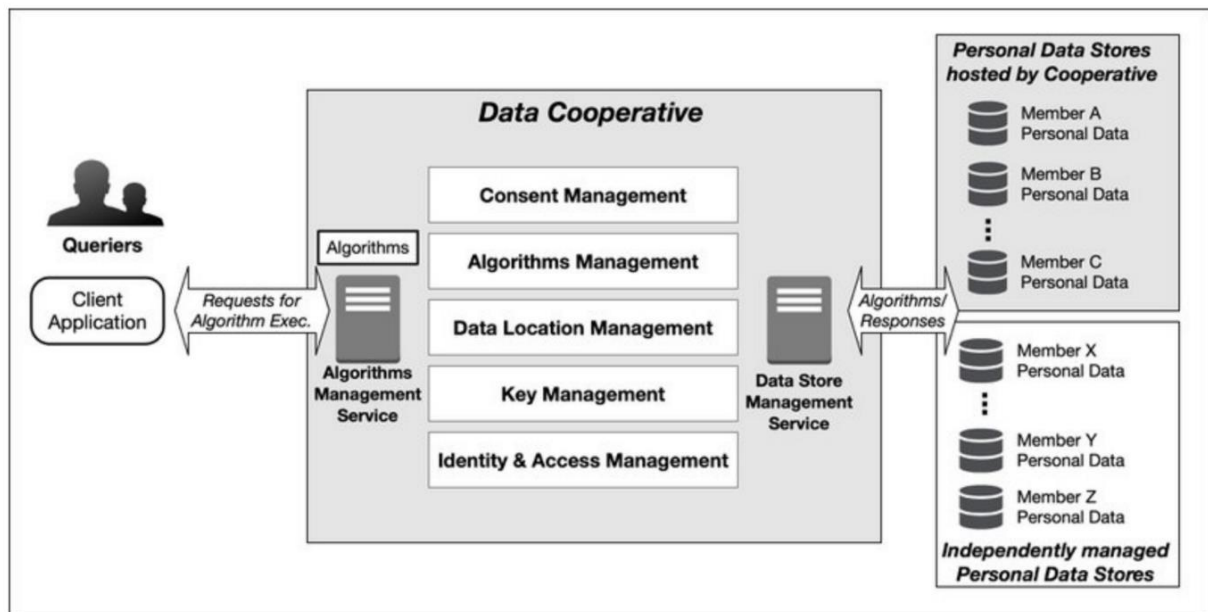 Data Cooperative
Queriers
Client
Application
Requests for
Algorithm Exec.
Algorithms
Algorithms
Management
Service
Consent Management
Algorithms Management
Data Location Management
Key Management
Identity & Access Management
Data Store
Management
Service
Algorithms/
Responses
Personal Data Stores
hosted by Cooperative
Member A
Personal Data
Member B
Personal Data
Member C
Personal Data
Member X
Personal Data
Member Y
Personal Data
Member Z
Personal Data
Independently managed
Personal Data Stores